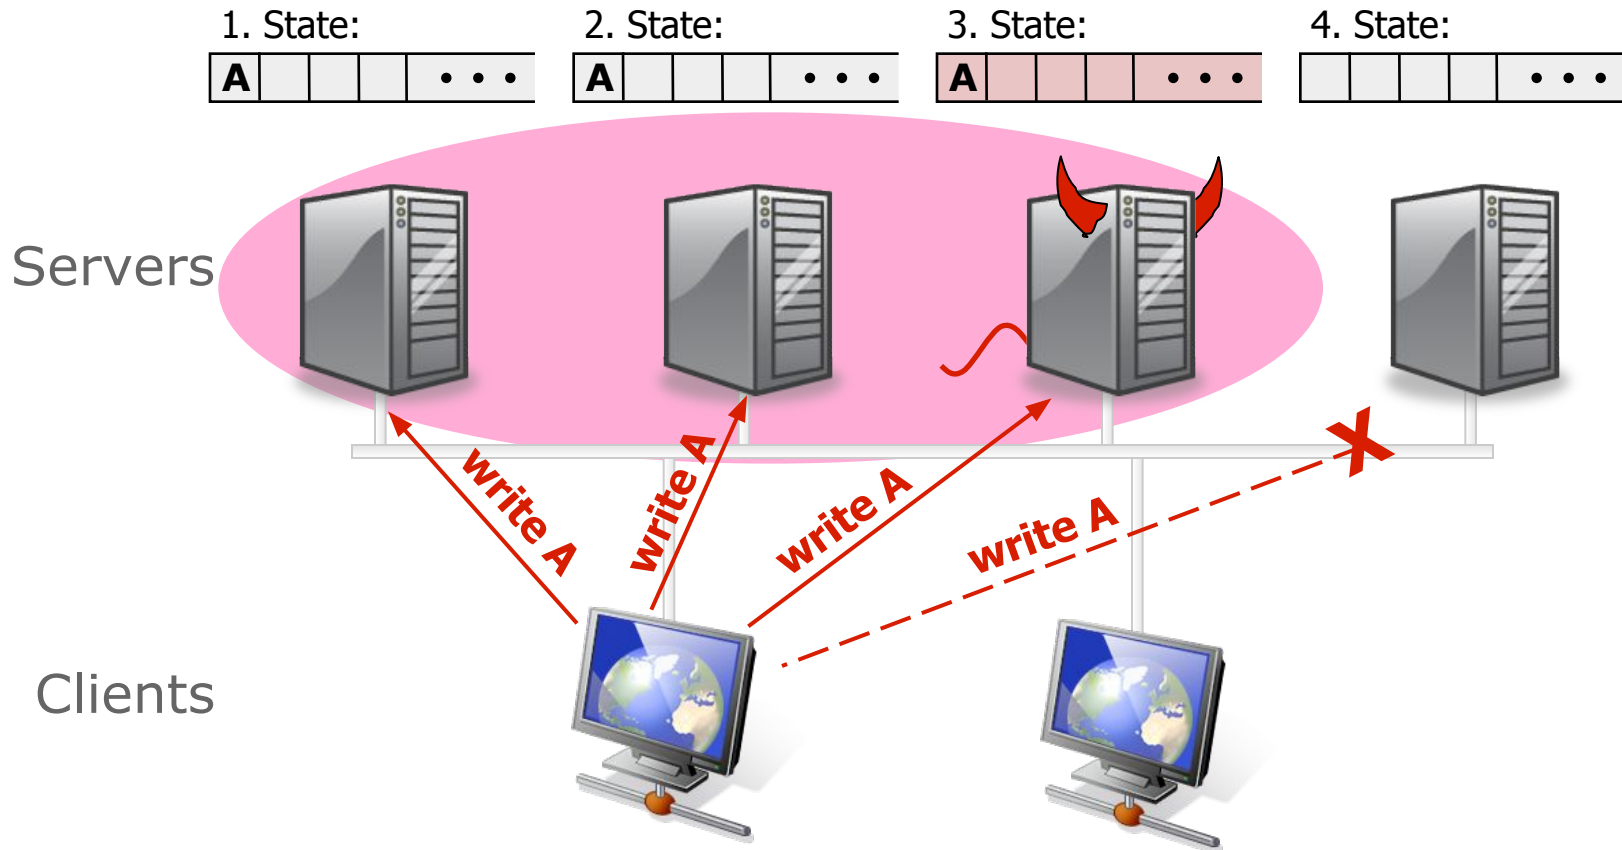 1. State:
2. State:
3. State:
4. State:
A • • •
A • • •
A • • •
• • •
Servers
write A
write A
write A
write A
Clients